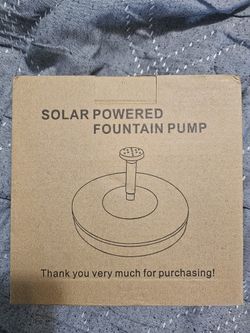 SOLAR POWERED
FOUNTAIN PUMP
Thank you very much for purchasing!